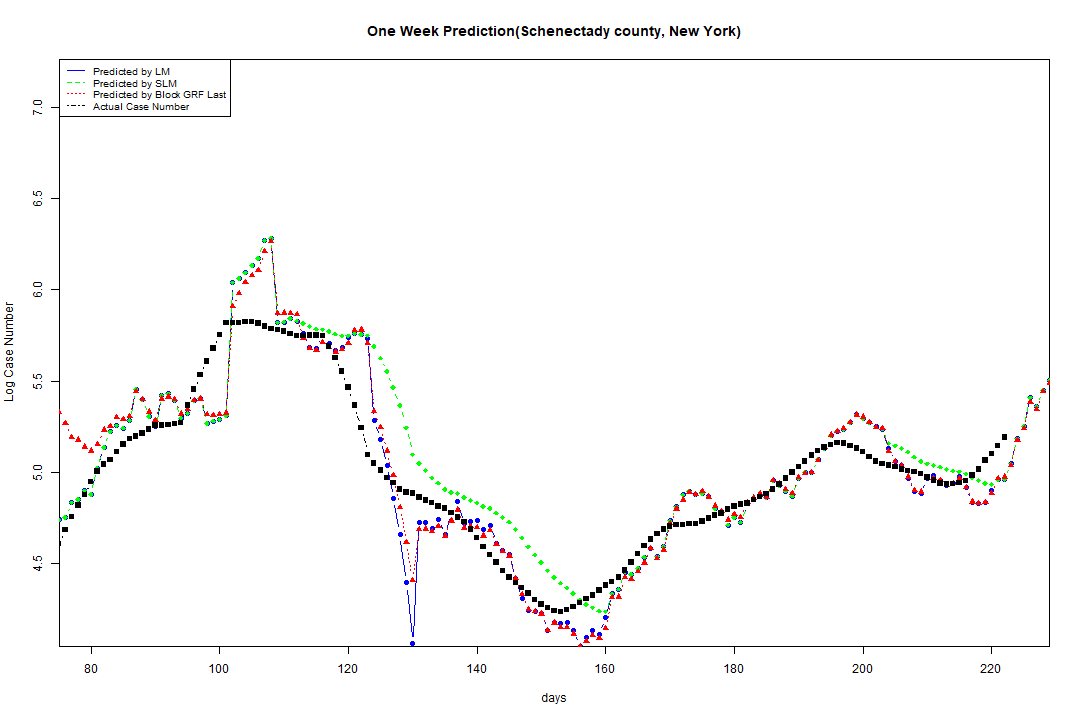 One Week Prediction(Schenectady county, New York)
Predicted by LM
Predicted by SLM
Predicted by Block GRF Last
Actual Case Number
7.0
6.5
6.0
5.5
5.0
4.5
Log Case Number
80 100 120 140 160 180 200 220
days